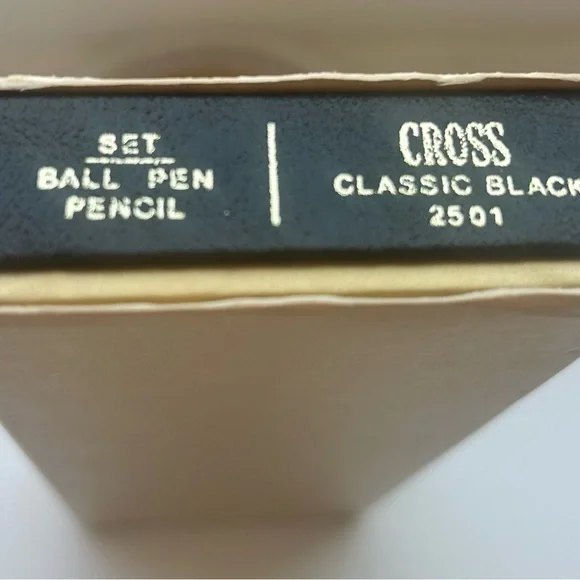 SET
BALL PEN
PENCIL
CROSS
CLASSIC BLACK
2501